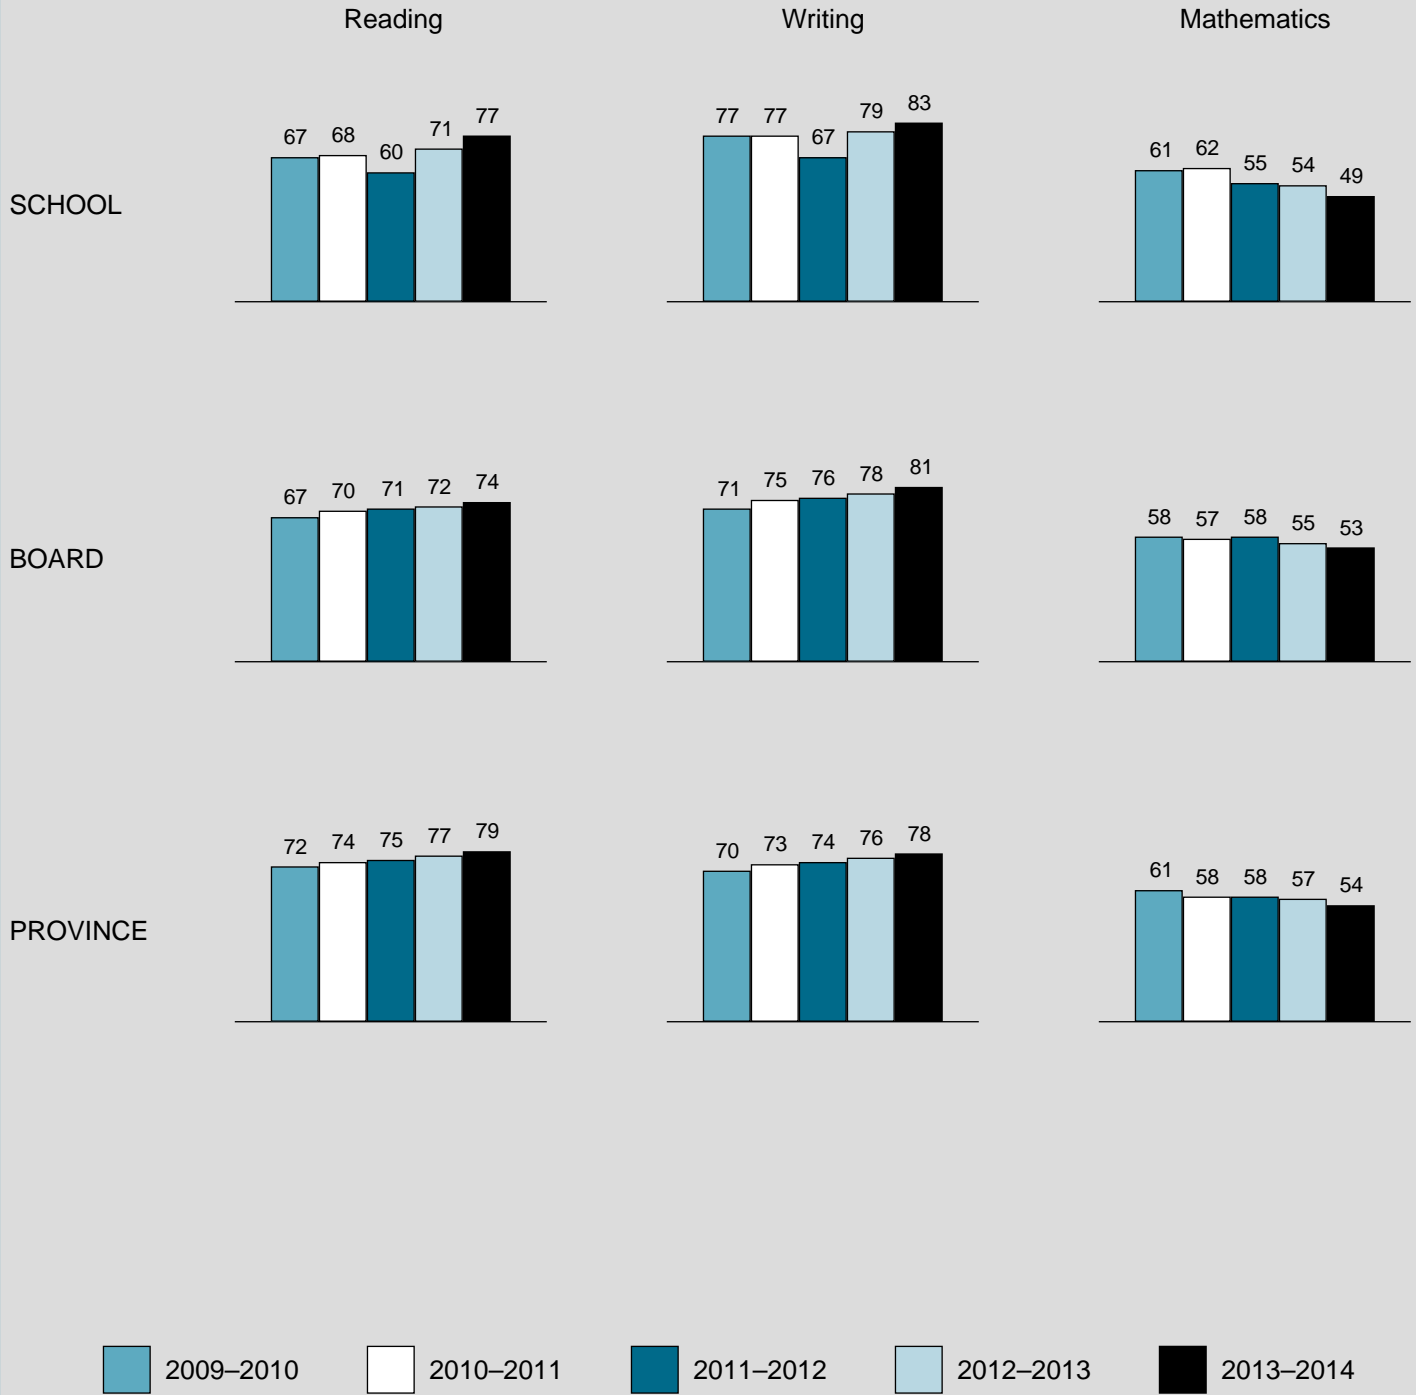 Reading Writing Mathematics
67 68 60 71 77
77 77 67 79 83
61 62 55 54 49
SCHOOL
67 70 71 72 74
71 75 76 78 81
58 57 58 55 53
BOARD
72 74 75 77 79
70 73 74 76 78
61 58 58 57 54
PROVINCE
2009–2010 2010–2011 2011–2012 2012–2013 2013–2014